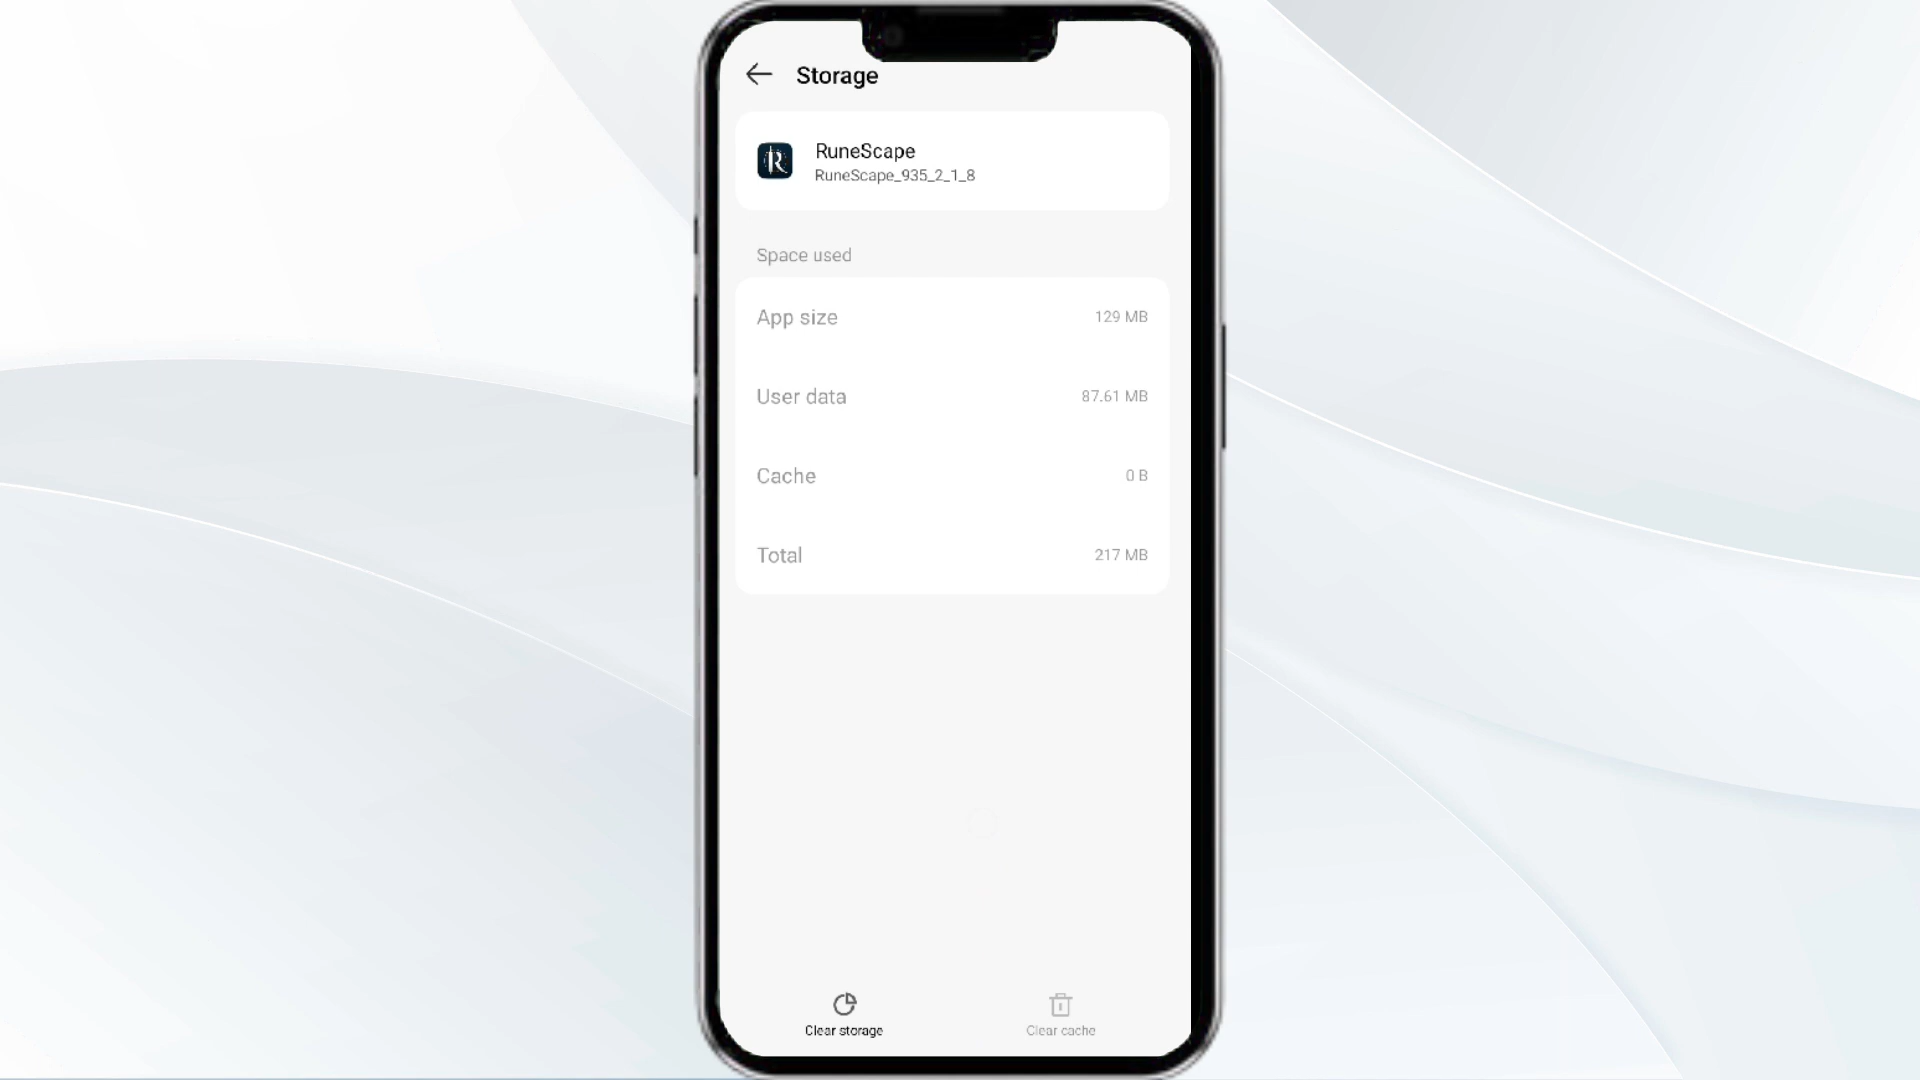 Storage
RuneScape
RuneScape_935_2_1_8
Space used
App size 129 MB
User data 87.61 MB
Cache 0 B
Total 217 MB
Clear storage Clear cache